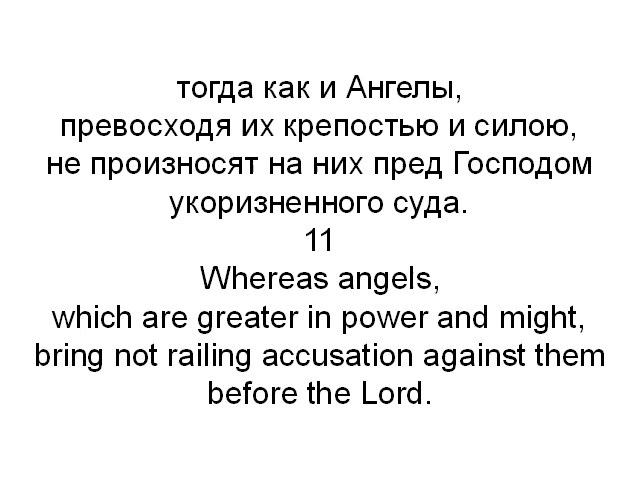 тогда как и Ангелы,
превосходя их крепостью и силою,
не произносят на них пред Господом
укоризненного суда.
11
Whereas angels,
which are greater in power and might,
bring not railing accusation against them
before the Lord.